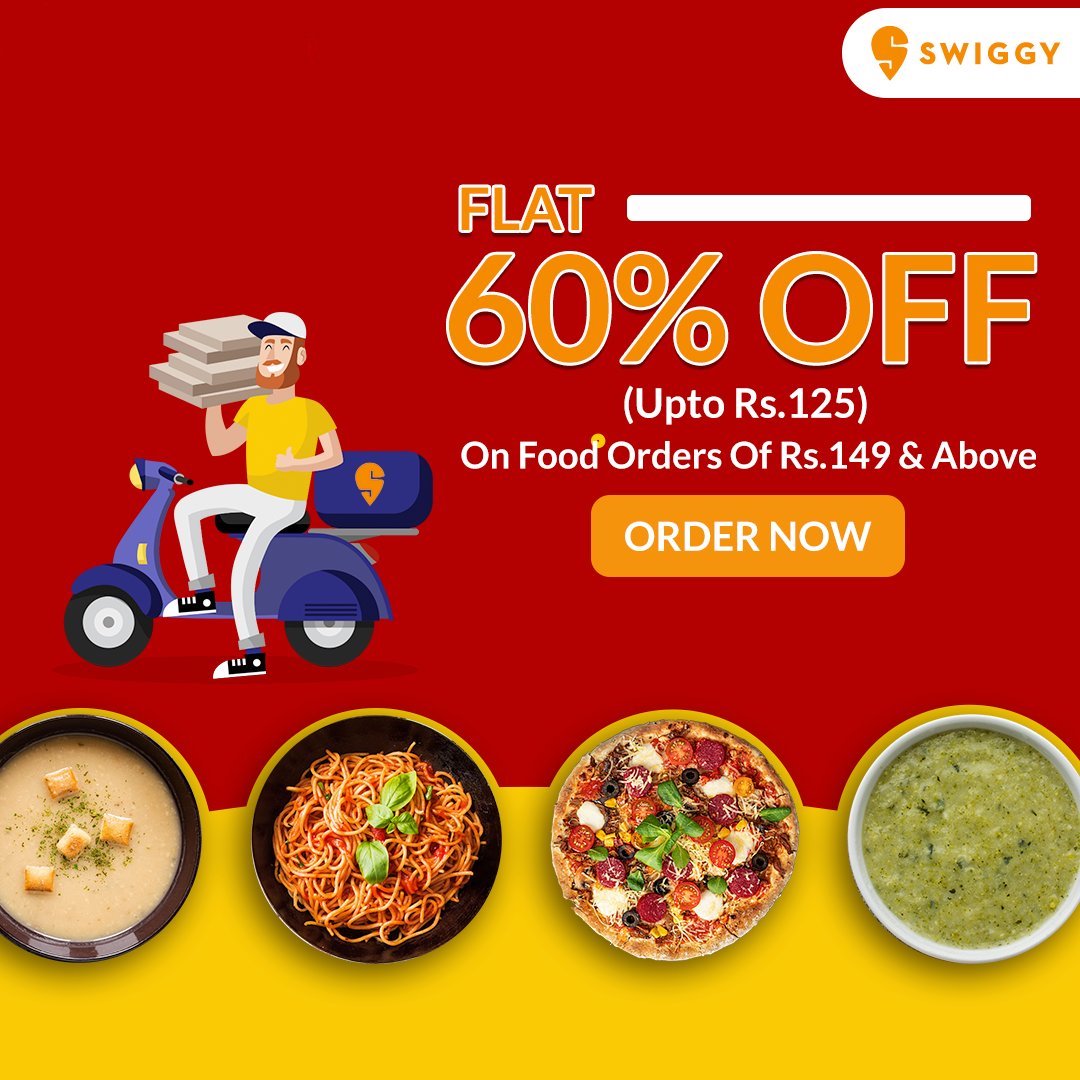 SWIGGY
FLAT
60% OFF
(Upto Rs.125)
On Food Orders Of Rs.149 & Above
ORDER NOW